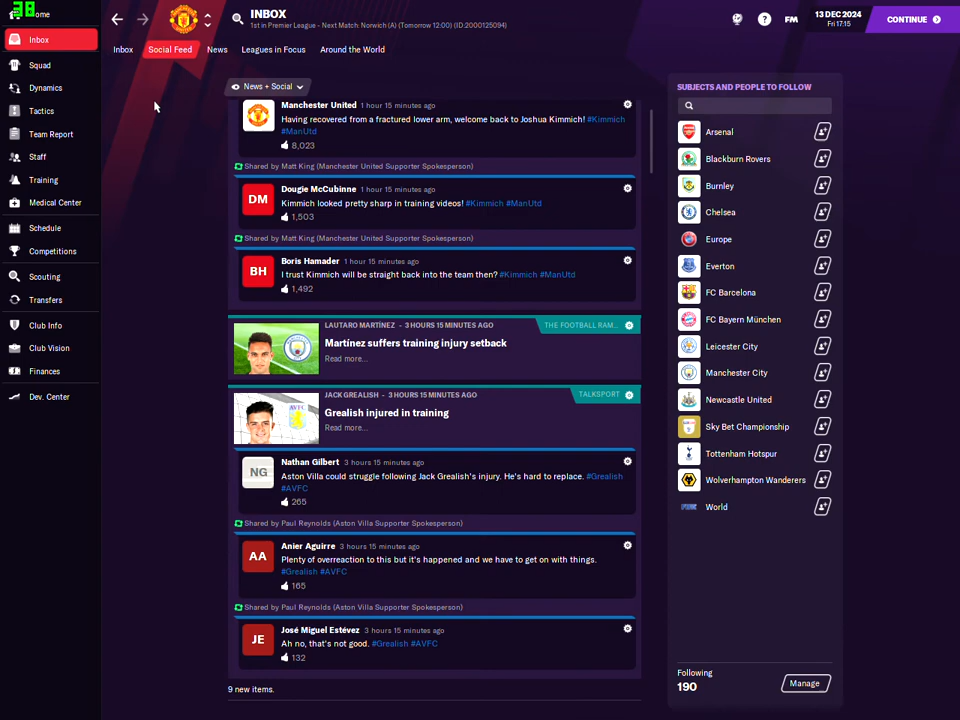 38
ome
INBOX
1st in Premier League - Next Match: Norwich (A) (Tomorrow 12:00) (ID:2000125094)
?
FM
13 DEC 2024
Fri 17:15
CONTINUE
Inbox
Social Feed
News
Leagues in Focus
Around the World
Inbox
Squad
Dynamics
Tactics
Team Report
Staff
Training
Medical Center
Schedule
Competitions
Scouting
Transfers
Club Info
Club Vision
Finances
Dev. Center
News + Social
Manchester United 1 hour 15 minutes ago
Having recovered from a fractured lower arm, welcome back to Joshua Kimmich! #Kimmich
#ManUtd
8,023
Shared by Matt King (Manchester United Supporter Spokesperson)
DM
Dougie McCubinne 1 hour 15 minutes ago
Kimmich looked pretty sharp in training videos! #Kimmich #ManUtd
1,503
Shared by Matt King (Manchester United Supporter Spokesperson)
BH
Boris Hamader 1 hour 15 minutes ago
I trust Kimmich will be straight back into the team then? #Kimmich #ManUtd
1,492
LAUTARO MARTÍNEZ - 3 HOURS 15 MINUTES AGO
THE FOOTBALL RAM...
Martínez suffers training injury setback
Read more...
JACK GREALISH - 3 HOURS 15 MINUTES AGO
TALKSPORT
AVFC
Grealish injured in training
Read more...
NG
Nathan Gilbert 3 hours 15 minutes ago
Aston Villa could struggle following Jack Grealish's injury. He's hard to replace. #Grealish
#AVFC
265
Shared by Paul Reynolds (Aston Villa Supporter Spokesperson)
AA
Anier Aguirre 3 hours 15 minutes ago
Plenty of overreaction to this but it's happened and we have to get on with things.
#Grealish #AVFC
165
Shared by Paul Reynolds (Aston Villa Supporter Spokesperson)
JE
José Miguel Estévez 3 hours 15 minutes ago
Ah no, that's not good. #Grealish #AVFC
132
9 new items.
SUBJECTS AND PEOPLE TO FOLLOW
Arsenal
Blackburn Rovers
Burnley
Chelsea
Europe
Everton
FC Barcelona
FC Bayern München
Leicester City
Manchester City
Newcastle United
Sky Bet Championship
Tottenham Hotspur
Wolverhampton Wanderers
World
Following
190
Manage